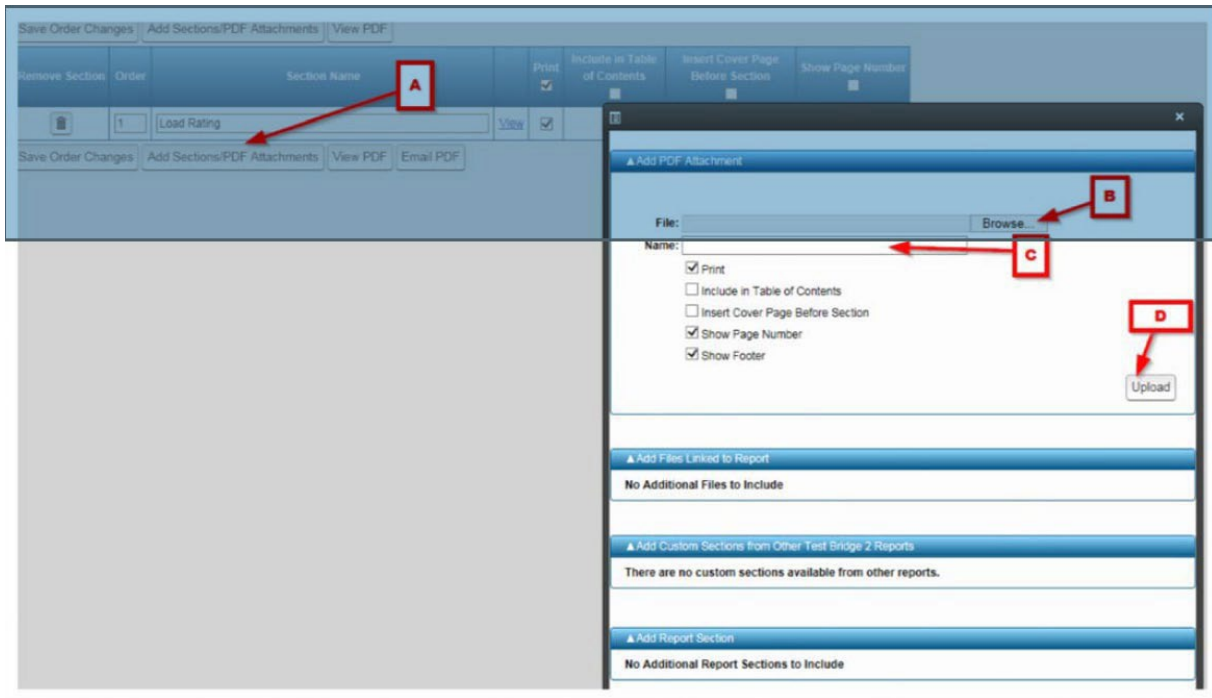 Save Order Changes Add Sections/PDF Attachments View PDF
Remove Section Order Section Name Print Include in Table of Contents Insert Cover Page Before Section Show Page Number
A
1 Load Rating View
Save Order Changes Add Sections/PDF Attachments View PDF Email PDF
▲Add PDF Attachment
B
File: Browse...
Name:
C
Print
Include in Table of Contents
Insert Cover Page Before Section
D
Show Page Number
Show Footer
Upload
▲Add Files Linked to Report
No Additional Files to Include
▲Add Custom Sections from Other Test Bridge 2 Reports
There are no custom sections available from other reports.
▲Add Report Section
No Additional Report Sections to Include